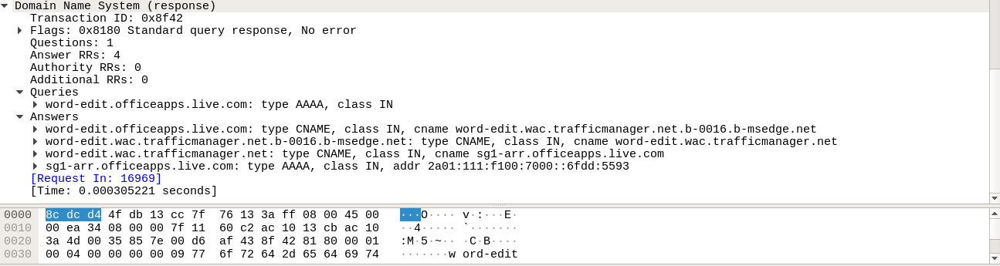 Domain Name System (response)
Transaction ID: 0x8f42
Flags: 0x8180 Standard query response, No error
Questions: 1
Answer RRs: 4
Authority RRs: 0
Additional RRs: 0
Queries
word-edit.officeapps.live.com: type AAAA, class IN
Answers
word-edit.officeapps.live.com: type CNAME, class IN, cname word-edit.wac.trafficmanager.net.b-0016.b-msedge.net
word-edit.wac.trafficmanager.net.b-0016.b-msedge.net: type CNAME, class IN, cname word-edit.wac.trafficmanager.net
word-edit.wac.trafficmanager.net: type CNAME, class IN, cname sg1-arr.officeapps.live.com
sg1-arr.officeapps.live.com: type AAAA, class IN, addr 2a01:111:f100:7000::6fdd:5593
[Request In: 16969]
[Time: 0.000305221 seconds]
0000 8c dc d4 4f db 13 cc 7f 76 13 3a ff 08 00 45 00 ···O···· v·:···E·
0010 00 ea 34 08 00 00 7f 11 60 c2 ac 10 13 cb ac 10 ··4····· `·······
0020 3a 4d 00 35 85 7e 00 d6 af 43 8f 42 81 80 00 01 :M·5·~·· ·C·B····
0030 00 04 00 00 00 00 09 77 6f 72 64 2d 65 64 69 74 ·······w ord-edit